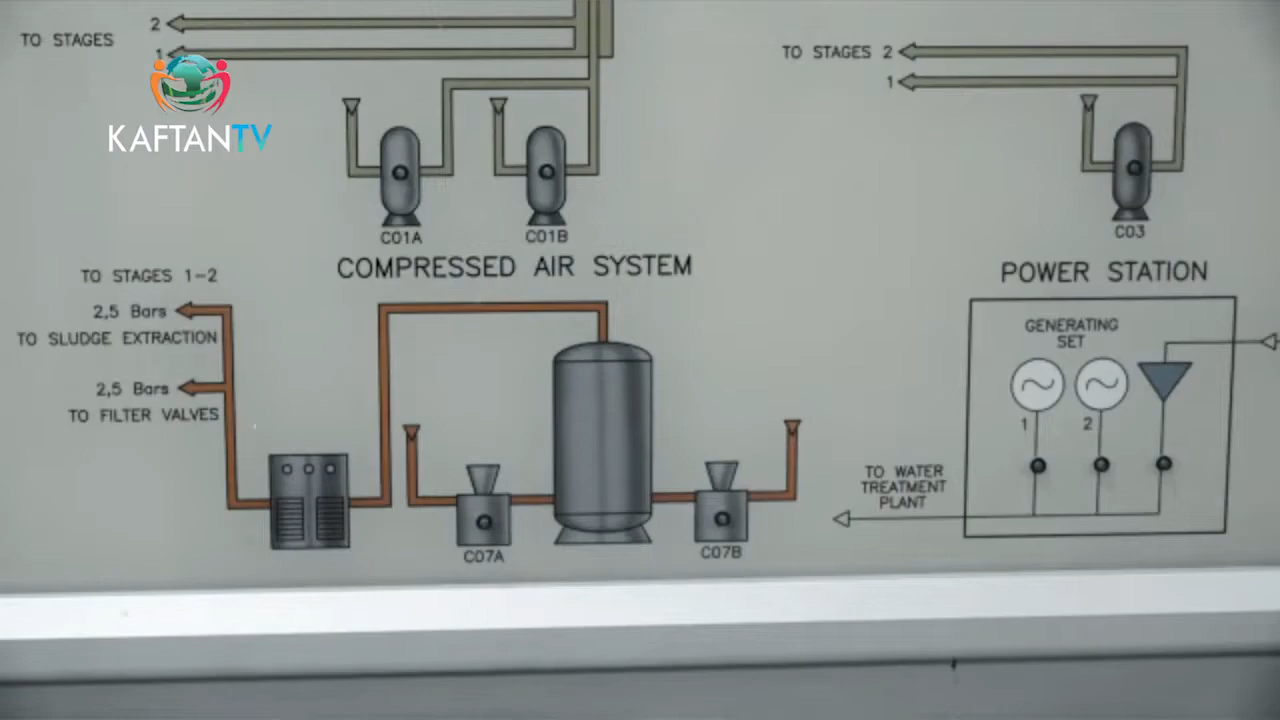 2
TO STAGES
1
KAFTANTV
TO STAGES 2
1
C01A
C01B
C03
COMPRESSED AIR SYSTEM
POWER STATION
TO STAGES 1-2
2,5 Bars
TO SLUDGE EXTRACTION
2,5 Bars
TO FILTER VALVES
C07A
C07B
GENERATING
SET
1
2
TO WATER
TREATMENT
PLANT